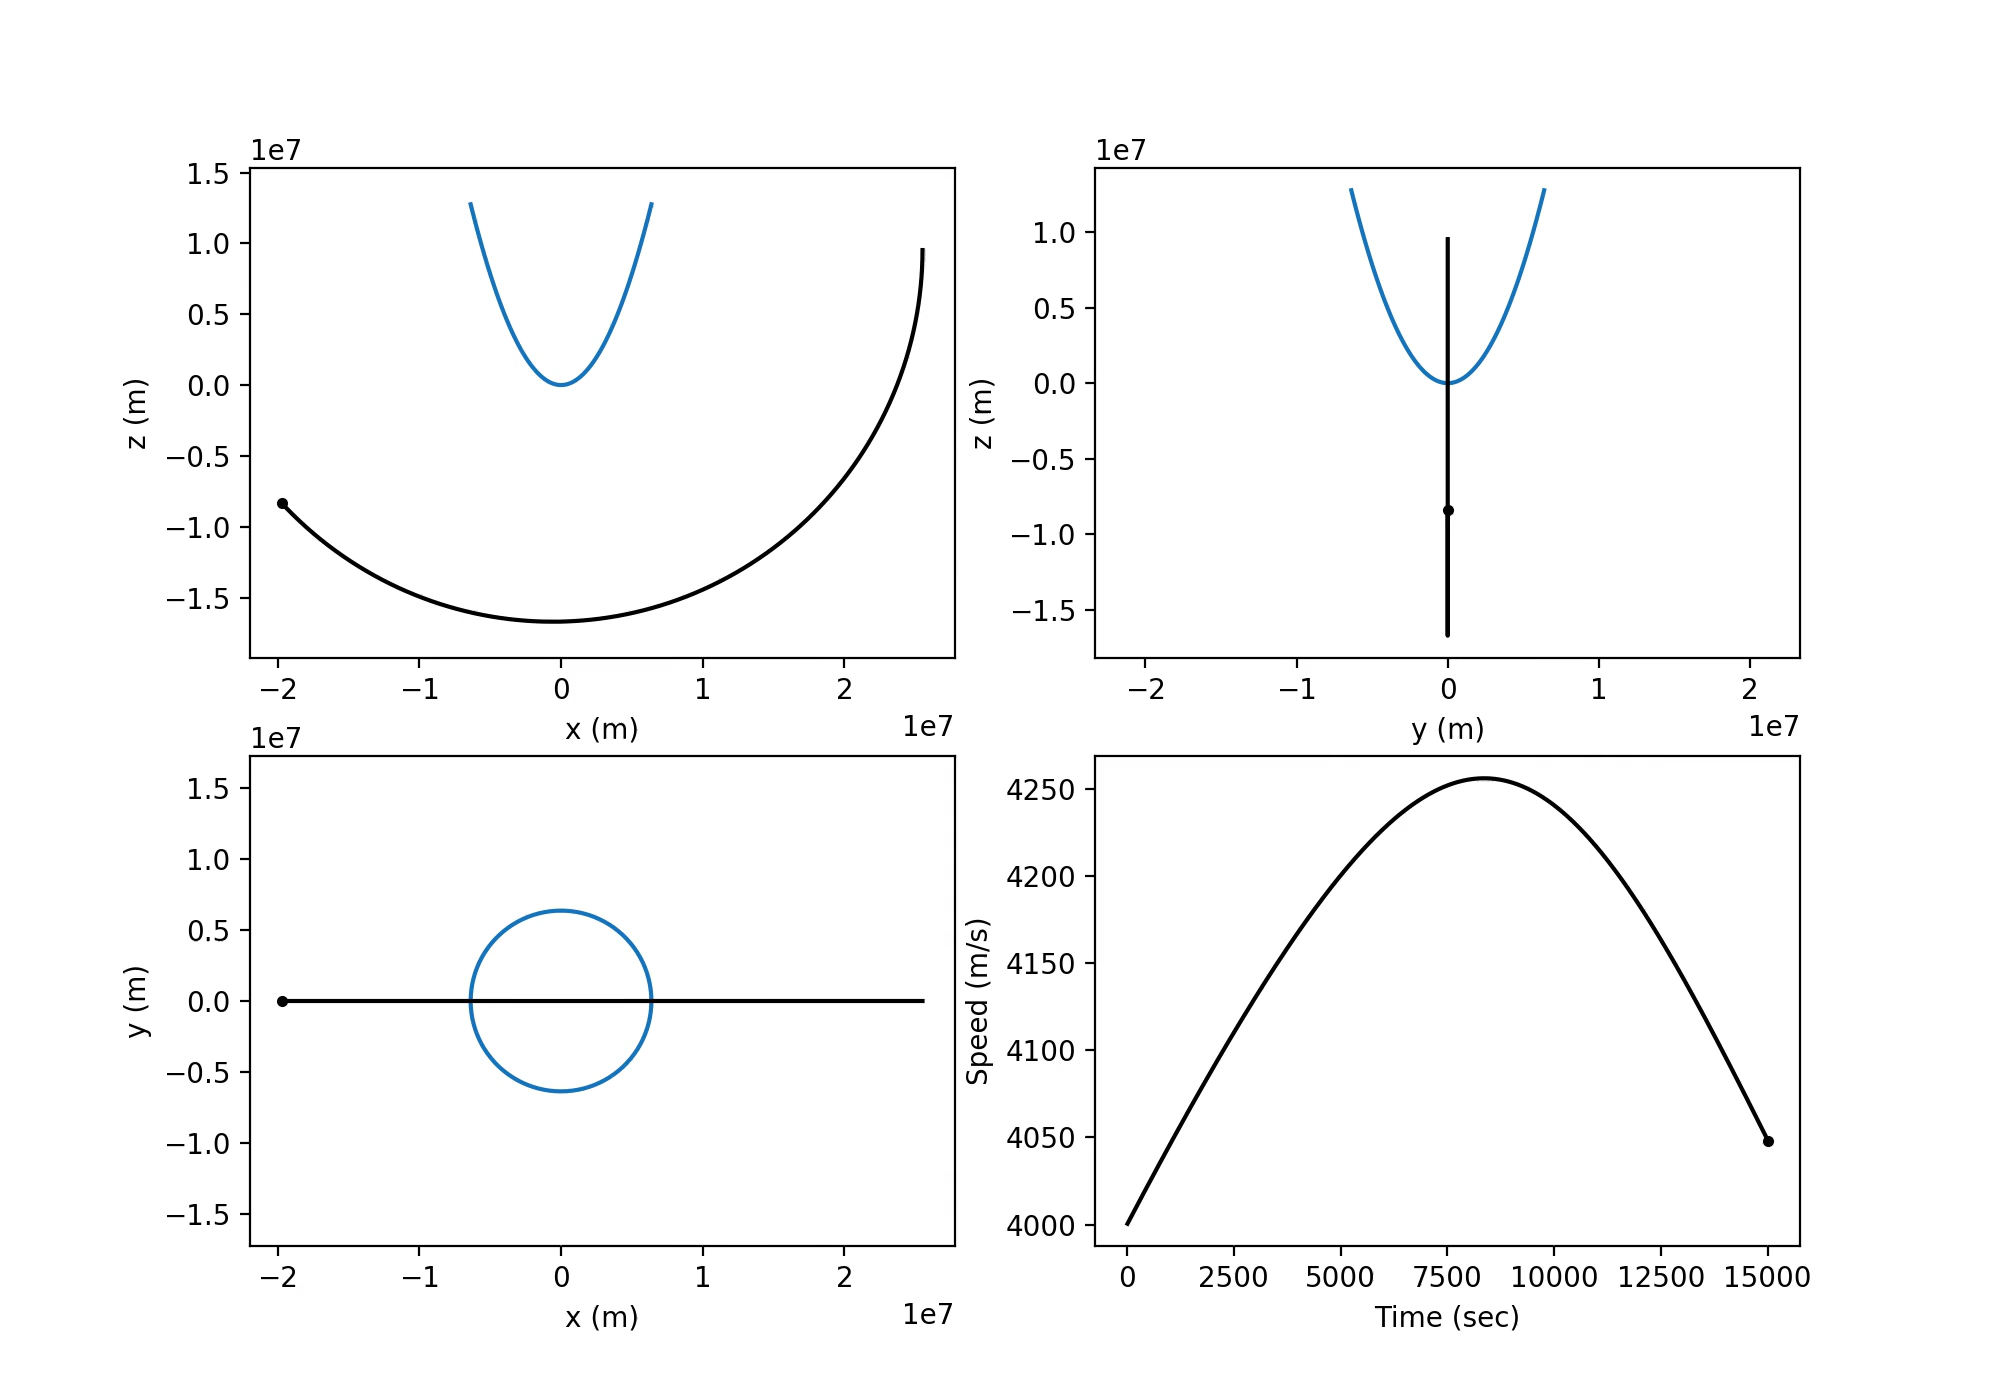 1e7
1.5
1.0
0.5
0.0
−0.5
−1.0
−1.5
z (m)
−2 −1 0 1 2
x (m)
1e7
1e7
1.0
0.5
0.0
−0.5
−1.0
−1.5
z (m)
−2 −1 0 1 2
y (m)
1e7
1e7
1.5
1.0
0.5
0.0
−0.5
−1.0
−1.5
y (m)
−2 −1 0 1 2
x (m)
1e7
4250
4200
4150
4100
4050
4000
Speed (m/s)
0 2500 5000 7500 10000 12500 15000
Time (sec)